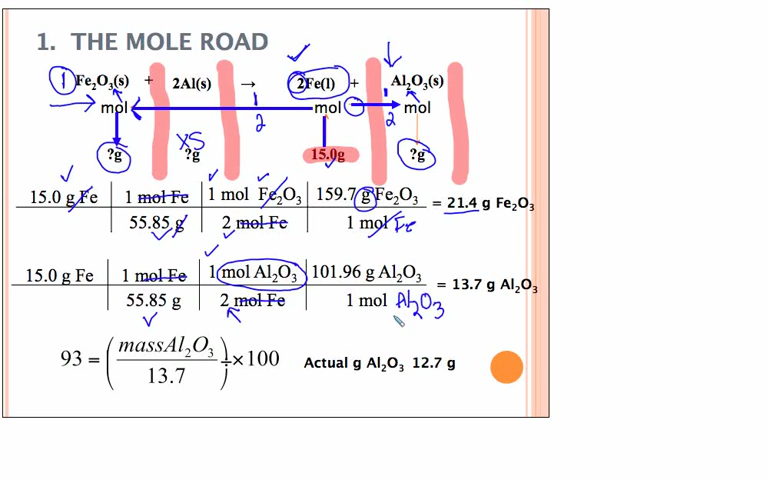 1. THE MOLE ROAD
1Fe₂O₃(s) + 2Al(s) → 2Fe(l) + Al₂O₃(s)
mol mol mol
1 2 1 2
XS
?g ?g 15.0g ?g
15.0 g Fe 1 mol Fe 1 mol Fe₂O₃ 159.7 g Fe₂O₃ = 21.4 g Fe₂O₃
55.85 g 2 mol Fe 1 mol Fe
15.0 g Fe 1 mol Fe 1 mol Al₂O₃ 101.96 g Al₂O₃ = 13.7 g Al₂O₃
55.85 g 2 mol Fe 1 mol Al₂O₃
93 = (massAl₂O₃ / 13.7) ÷ × 100 Actual g Al₂O₃ 12.7 g